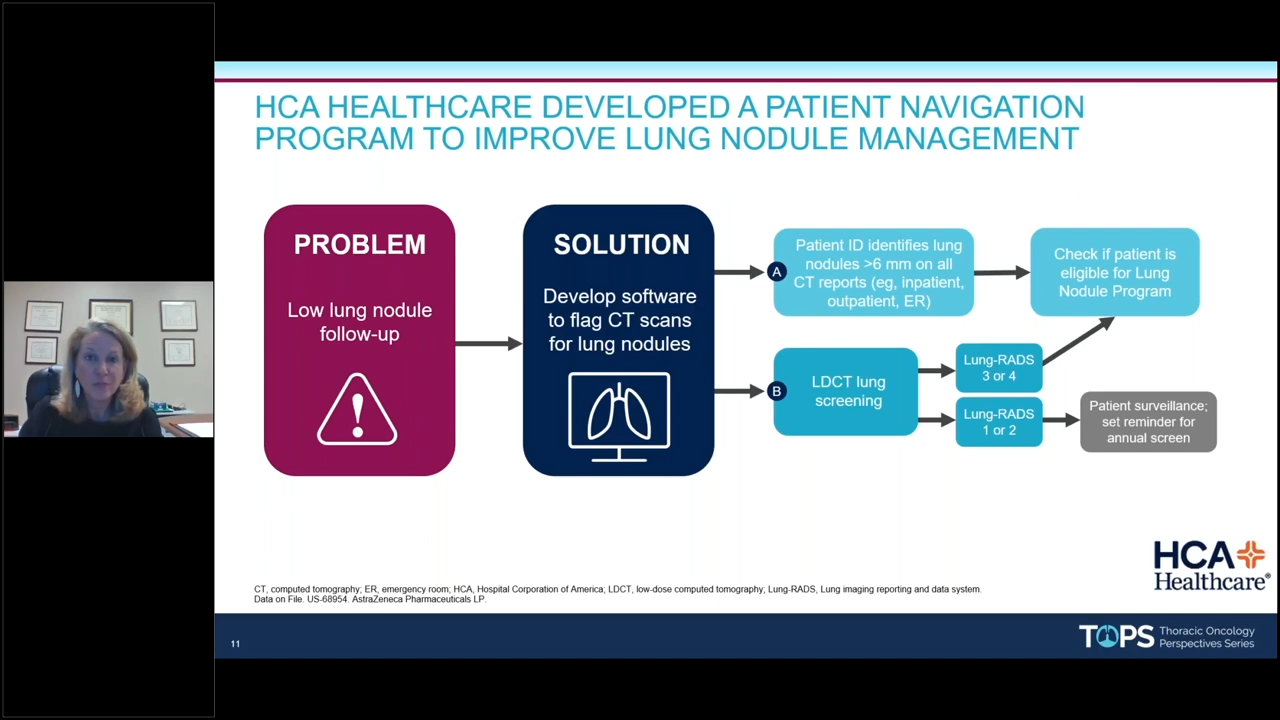 HCA HEALTHCARE DEVELOPED A PATIENT NAVIGATION
PROGRAM TO IMPROVE LUNG NODULE MANAGEMENT
PROBLEM
Low lung nodule
follow-up
SOLUTION
Develop software
to flag CT scans
for lung nodules
A
Patient ID identifies lung
nodules >6 mm on all
CT reports (eg, inpatient,
outpatient, ER)
Check if patient is
eligible for Lung
Nodule Program
B
LDCT lung
screening
Lung-RADS
3 or 4
Lung-RADS
1 or 2
Patient surveillance;
set reminder for
annual screen
HCA
Healthcare®
CT, computed tomography; ER, emergency room; HCA, Hospital Corporation of America; LDCT, low-dose computed tomography; Lung-RADS, Lung imaging reporting and data system.
Data on File. US-68954. AstraZeneca Pharmaceuticals LP.
11
TOPS
Thoracic Oncology
Perspectives Series